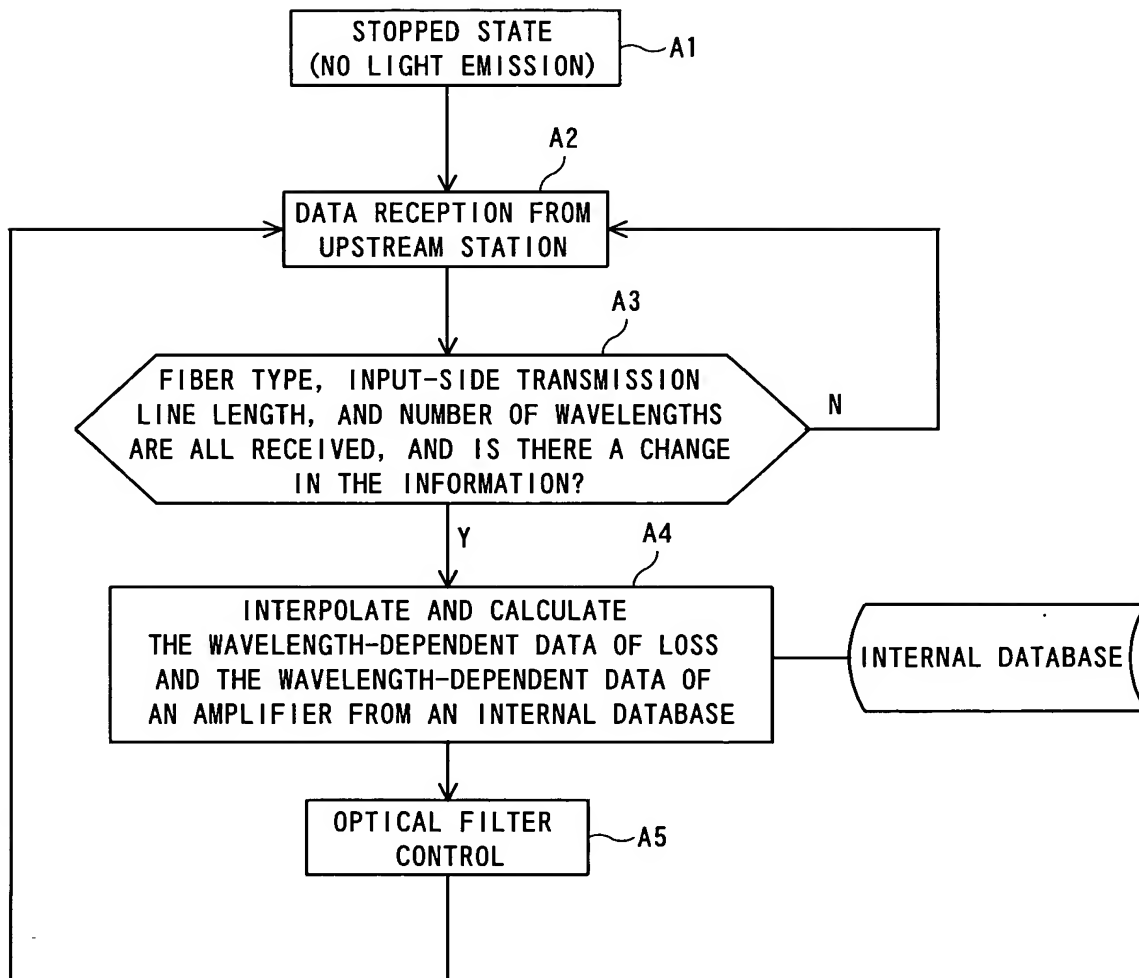 STOPPED STATE
(NO LIGHT EMISSION)
A1
A2
DATA RECEPTION FROM
UPSTREAM STATION
A3
FIBER TYPE, INPUT-SIDE TRANSMISSION
LINE LENGTH, AND NUMBER OF WAVELENGTHS
ARE ALL RECEIVED, AND IS THERE A CHANGE
IN THE INFORMATION?
N
Y
A4
INTERPOLATE AND CALCULATE
THE WAVELENGTH-DEPENDENT DATA OF LOSS
AND THE WAVELENGTH-DEPENDENT DATA OF
AN AMPLIFIER FROM AN INTERNAL DATABASE
INTERNAL DATABASE
OPTICAL FILTER
CONTROL
A5